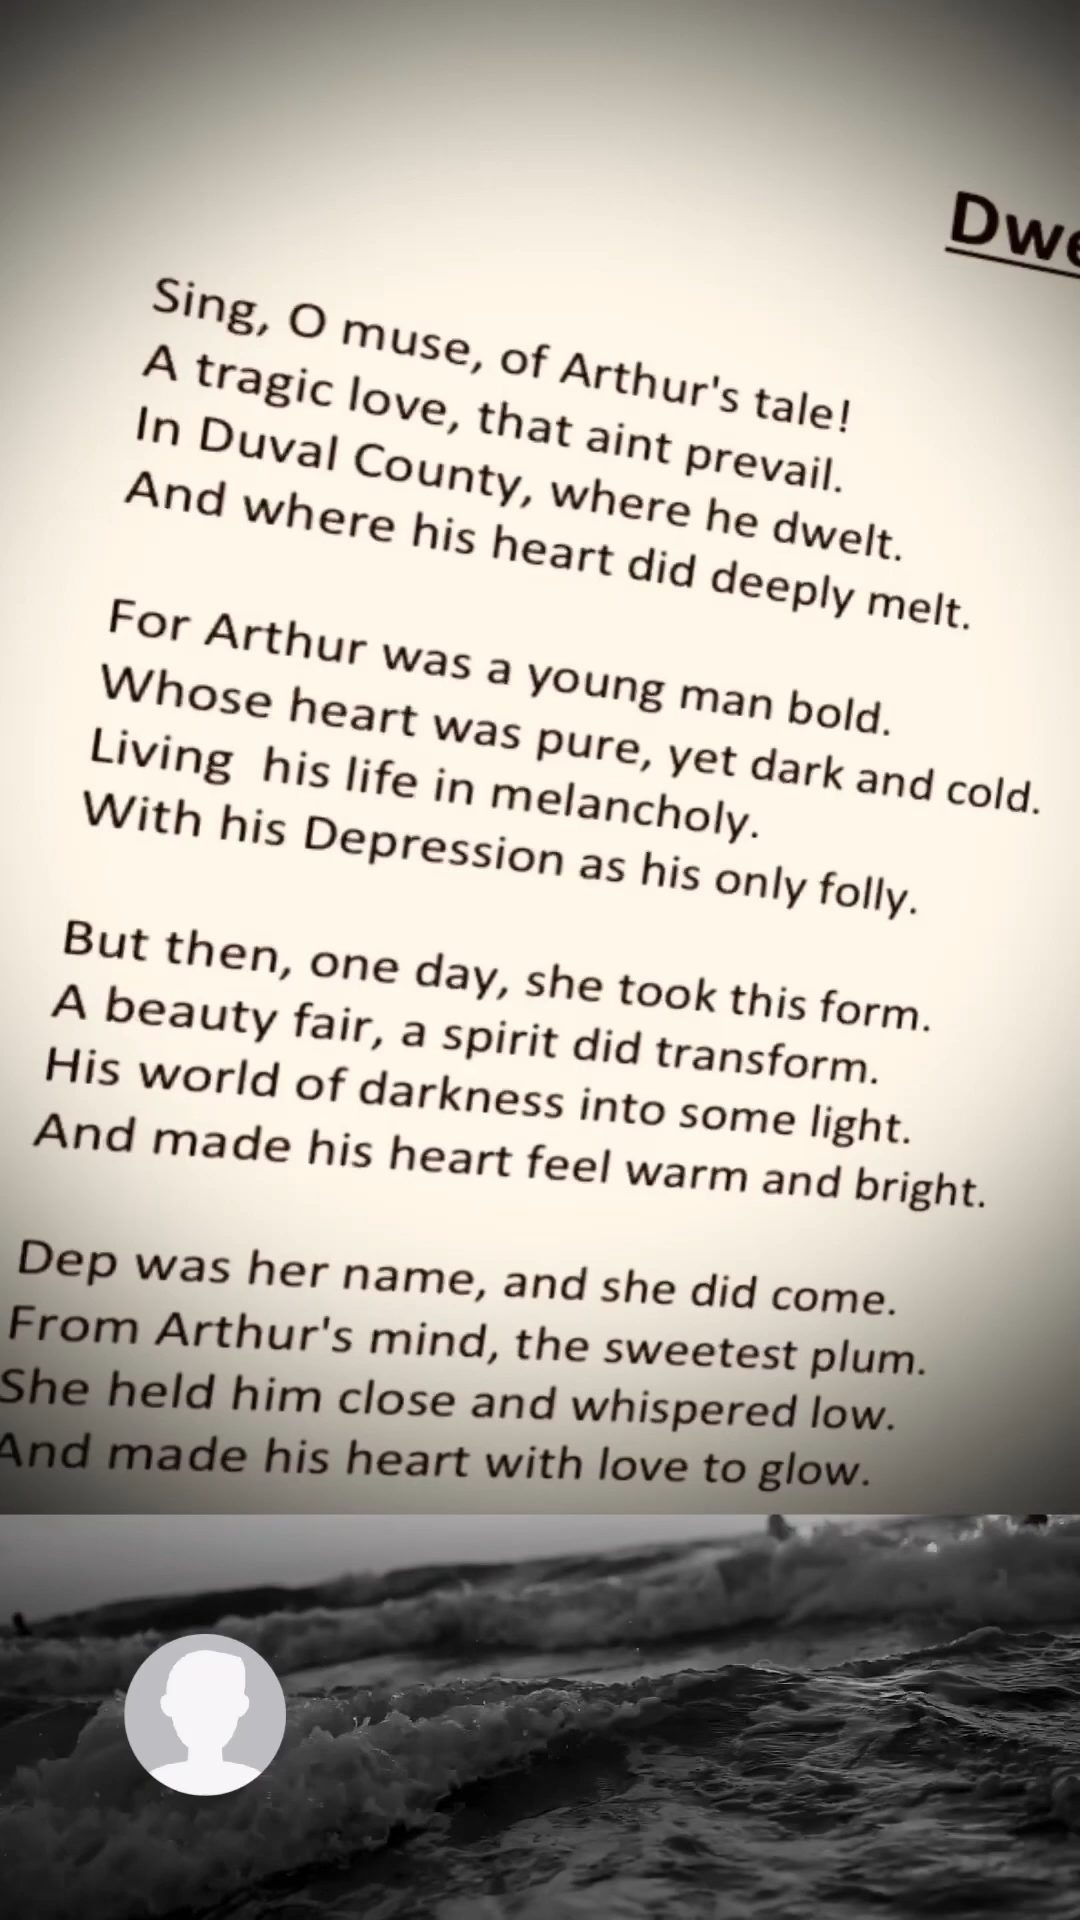 Dwe
Sing, O muse, of Arthur's tale!
A tragic love, that aint prevail.
In Duval County, where he dwelt.
And where his heart did deeply melt.
For Arthur was a young man bold.
Whose heart was pure, yet dark and cold.
Living his life in melancholy.
With his Depression as his only folly.
But then, one day, she took this form.
A beauty fair, a spirit did transform.
His world of darkness into some light.
And made his heart feel warm and bright.
Dep was her name, and she did come.
From Arthur's mind, the sweetest plum.
She held him close and whispered low.
And made his heart with love to glow.